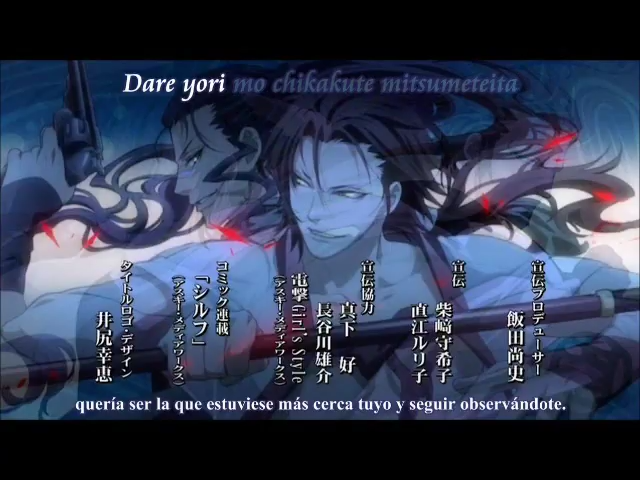 Dare yori mo chikakute mitsumeteita
宣伝プロデューサー
飯田尚史
宣伝
柴崎守希子
直江ルリ子
宣伝協力
真下 好
長谷川雄介
電撃Girl's Style
(アスキー・メディアワークス)
コミック連載
「シルフ」
(アスキー・メディアワークス)
タイトルロゴ・デザイン
井尻幸恵
quería ser la que estuviese más cerca tuyo y seguir observándote.